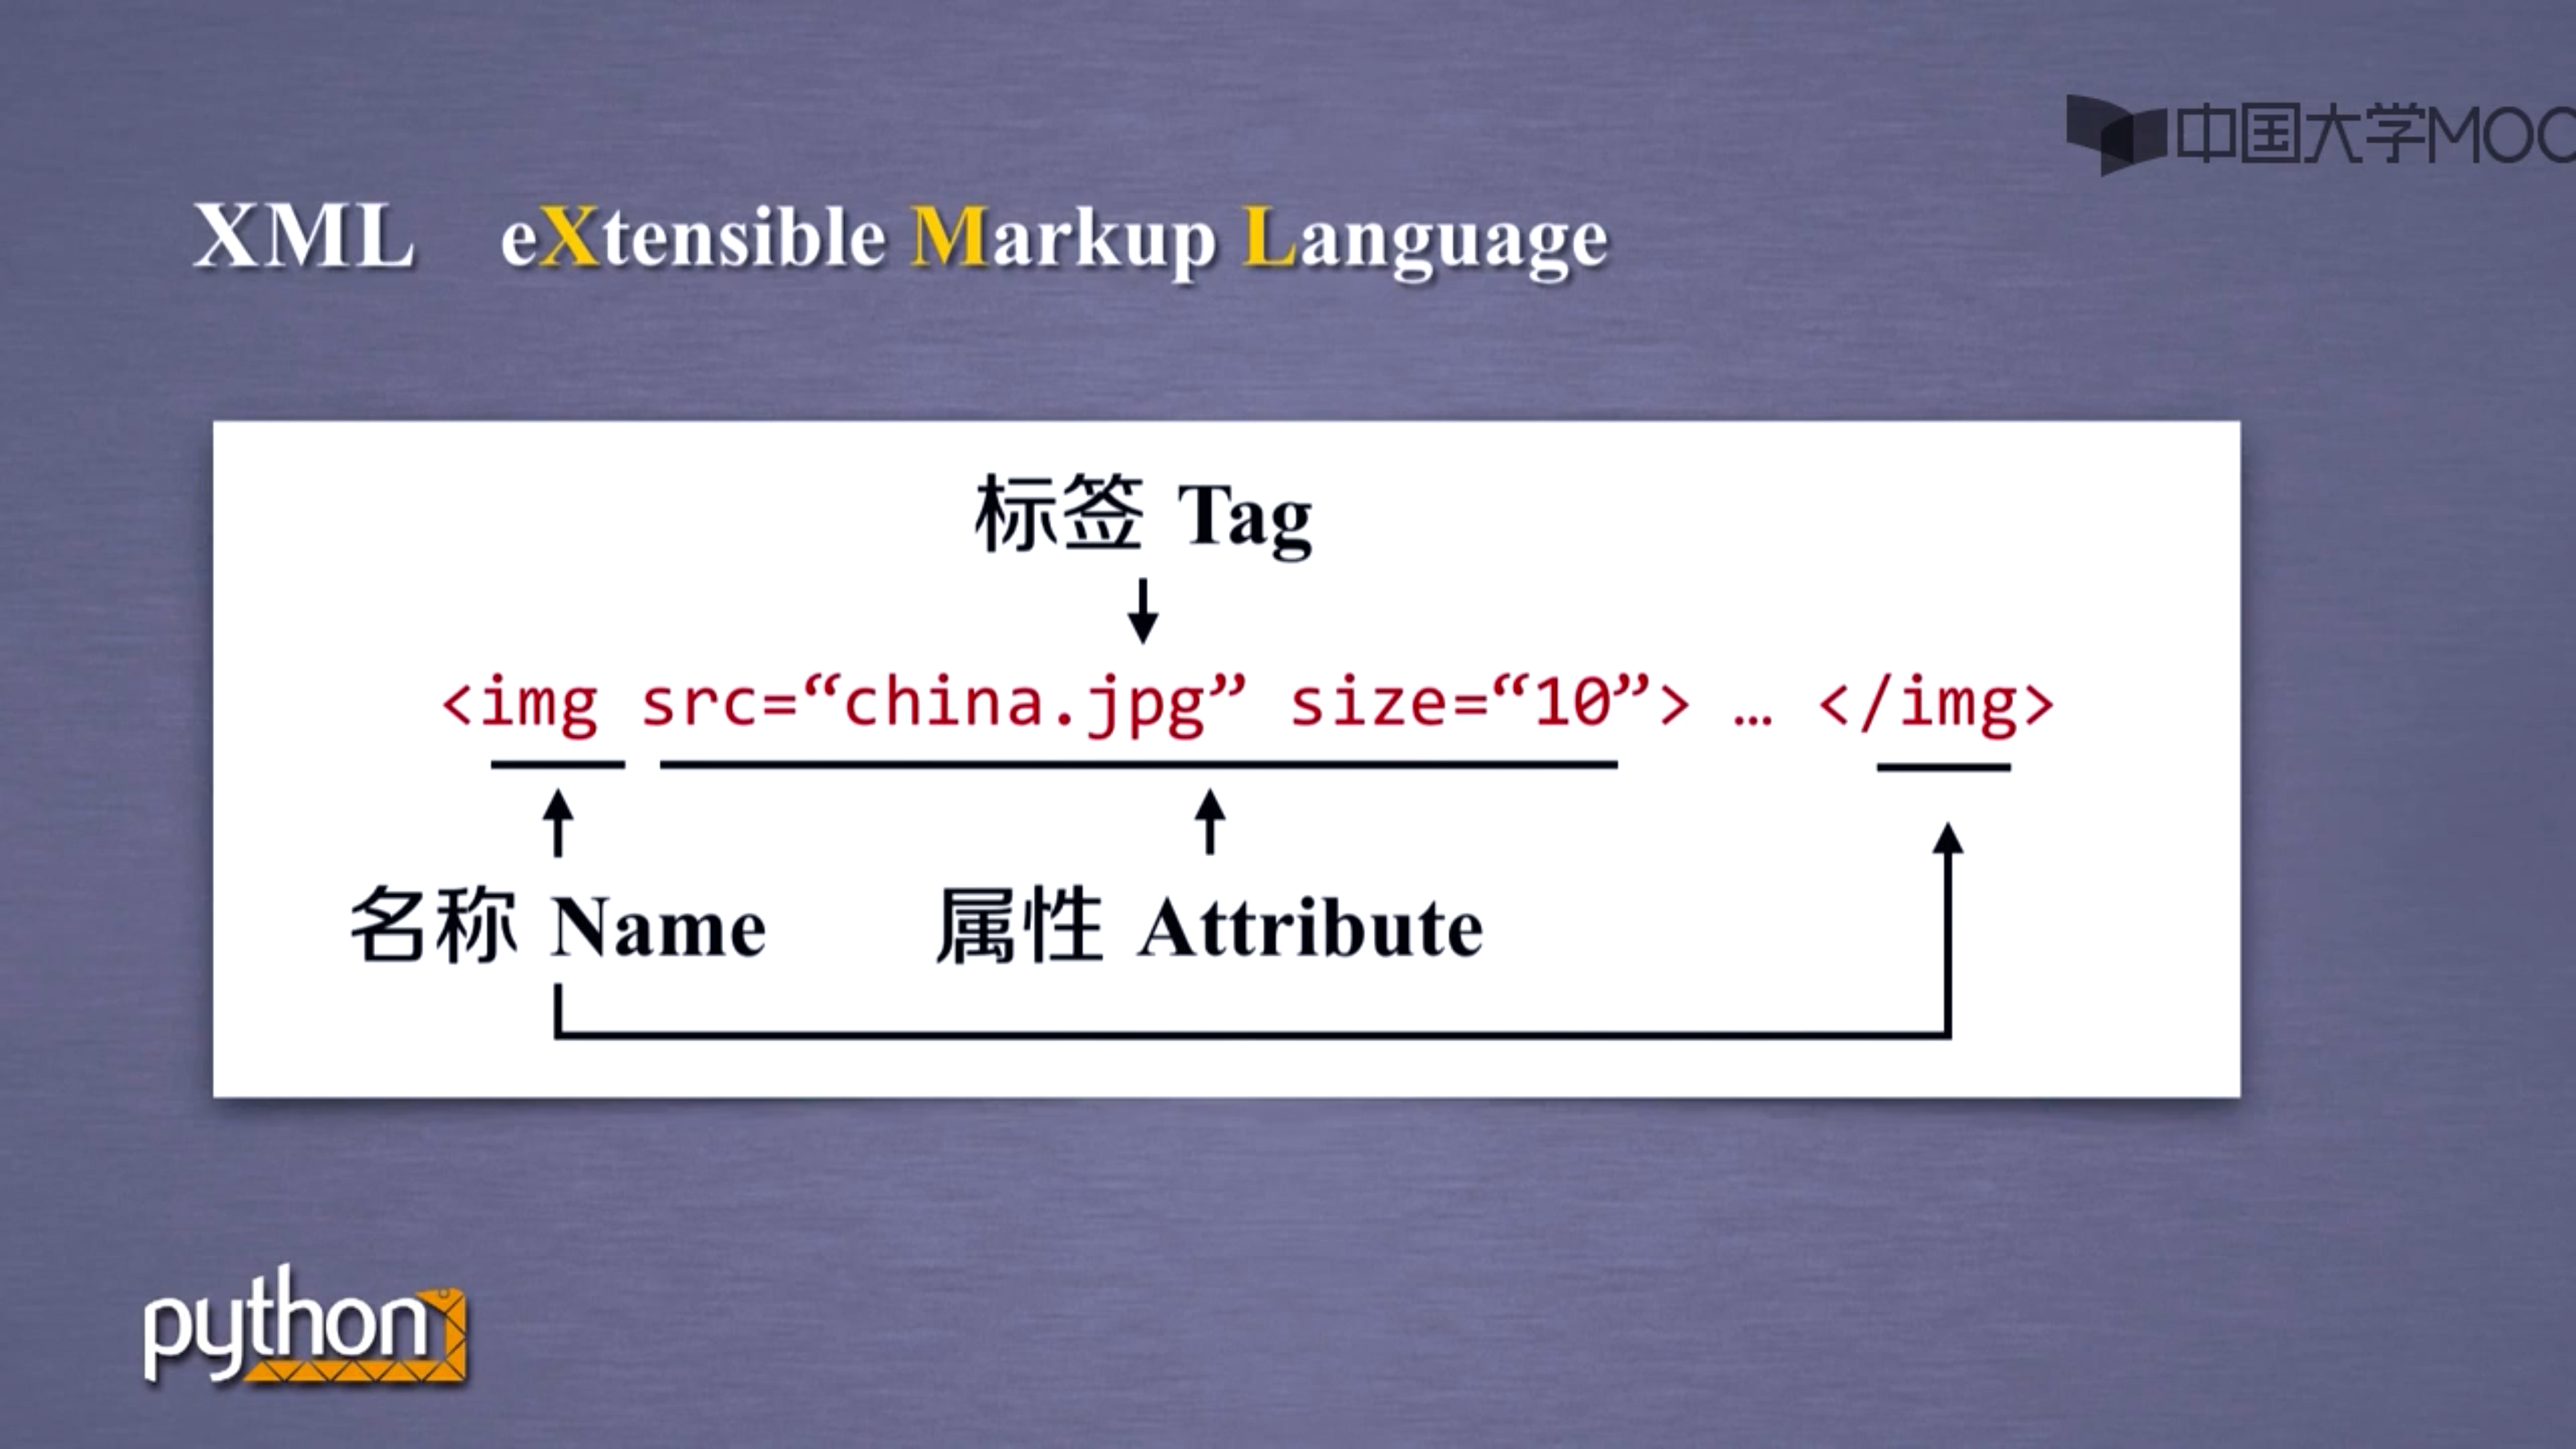 中国大学MOO
XML eXtensible Markup Language
标签 Tag
<img src=“china.jpg” size=“10”> … </img>
名称 Name 属性 Attribute
python